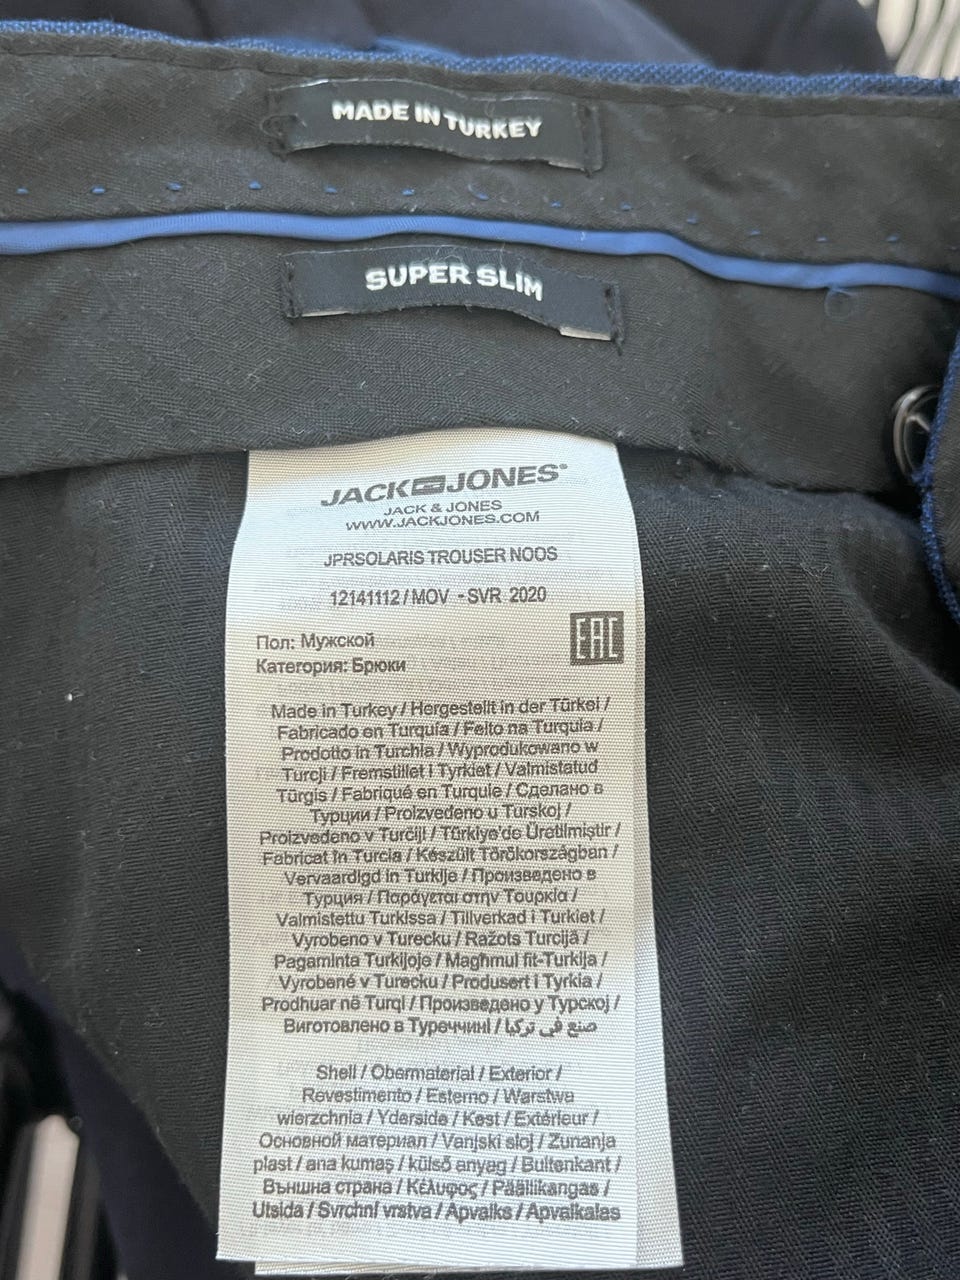 MADE IN TURKEY
SUPER SLIM
JACK JONES®
JACK & JONES
WWW.JACKJONES.COM
JPRSOLARIS TROUSER NOOS
12141112 / MOV - SVR 2020
Пол: Мужской
EAC
Категория: Брюки
Made in Turkey / Hergestellt in der Türkei /
Fabricado en Turquía / Feito na Turquia /
Prodotto in Turchia / Wyprodukowano w
Turcji / Fremstillet i Tyrkiet / Valmistatud
Türgis / Fabriqué en Turquie / Сделано в
Турции / Proizvedeno u Turskoj /
Proizvedeno v Turčiji / Türkiye'de Üretilmiştir /
Fabricat în Turcia / Készült Törökországban /
Vervaardigd in Turkije / Произведено в
Турция / Παράγεται στην Τουρκία /
Valmistettu Turkissa / Tillverkad i Turkiet /
Vyrobeno v Turecku / Ražots Turcijā /
Pagaminta Turkijoje / Magħmul fit-Turkija /
Vyrobené v Turecku / Produsert i Tyrkia /
Prodhuar në Turqi / Произведено у Турској /
Виготовлено в Туреччині / صنع في تركيا
Shell / Obermaterial / Exterior /
Revestimento / Esterno / Warstwa
wierzchnia / Yderside / Kest / Extérieur /
Основной материал / Vanjski sloj / Zunanja
plast / ana kumaş / külső anyag / Buitenkant /
Външна страна / Κέλυφος / Päällikangas /
Utsida / Svrchní vrstva / Apvalks / Apvalkalas